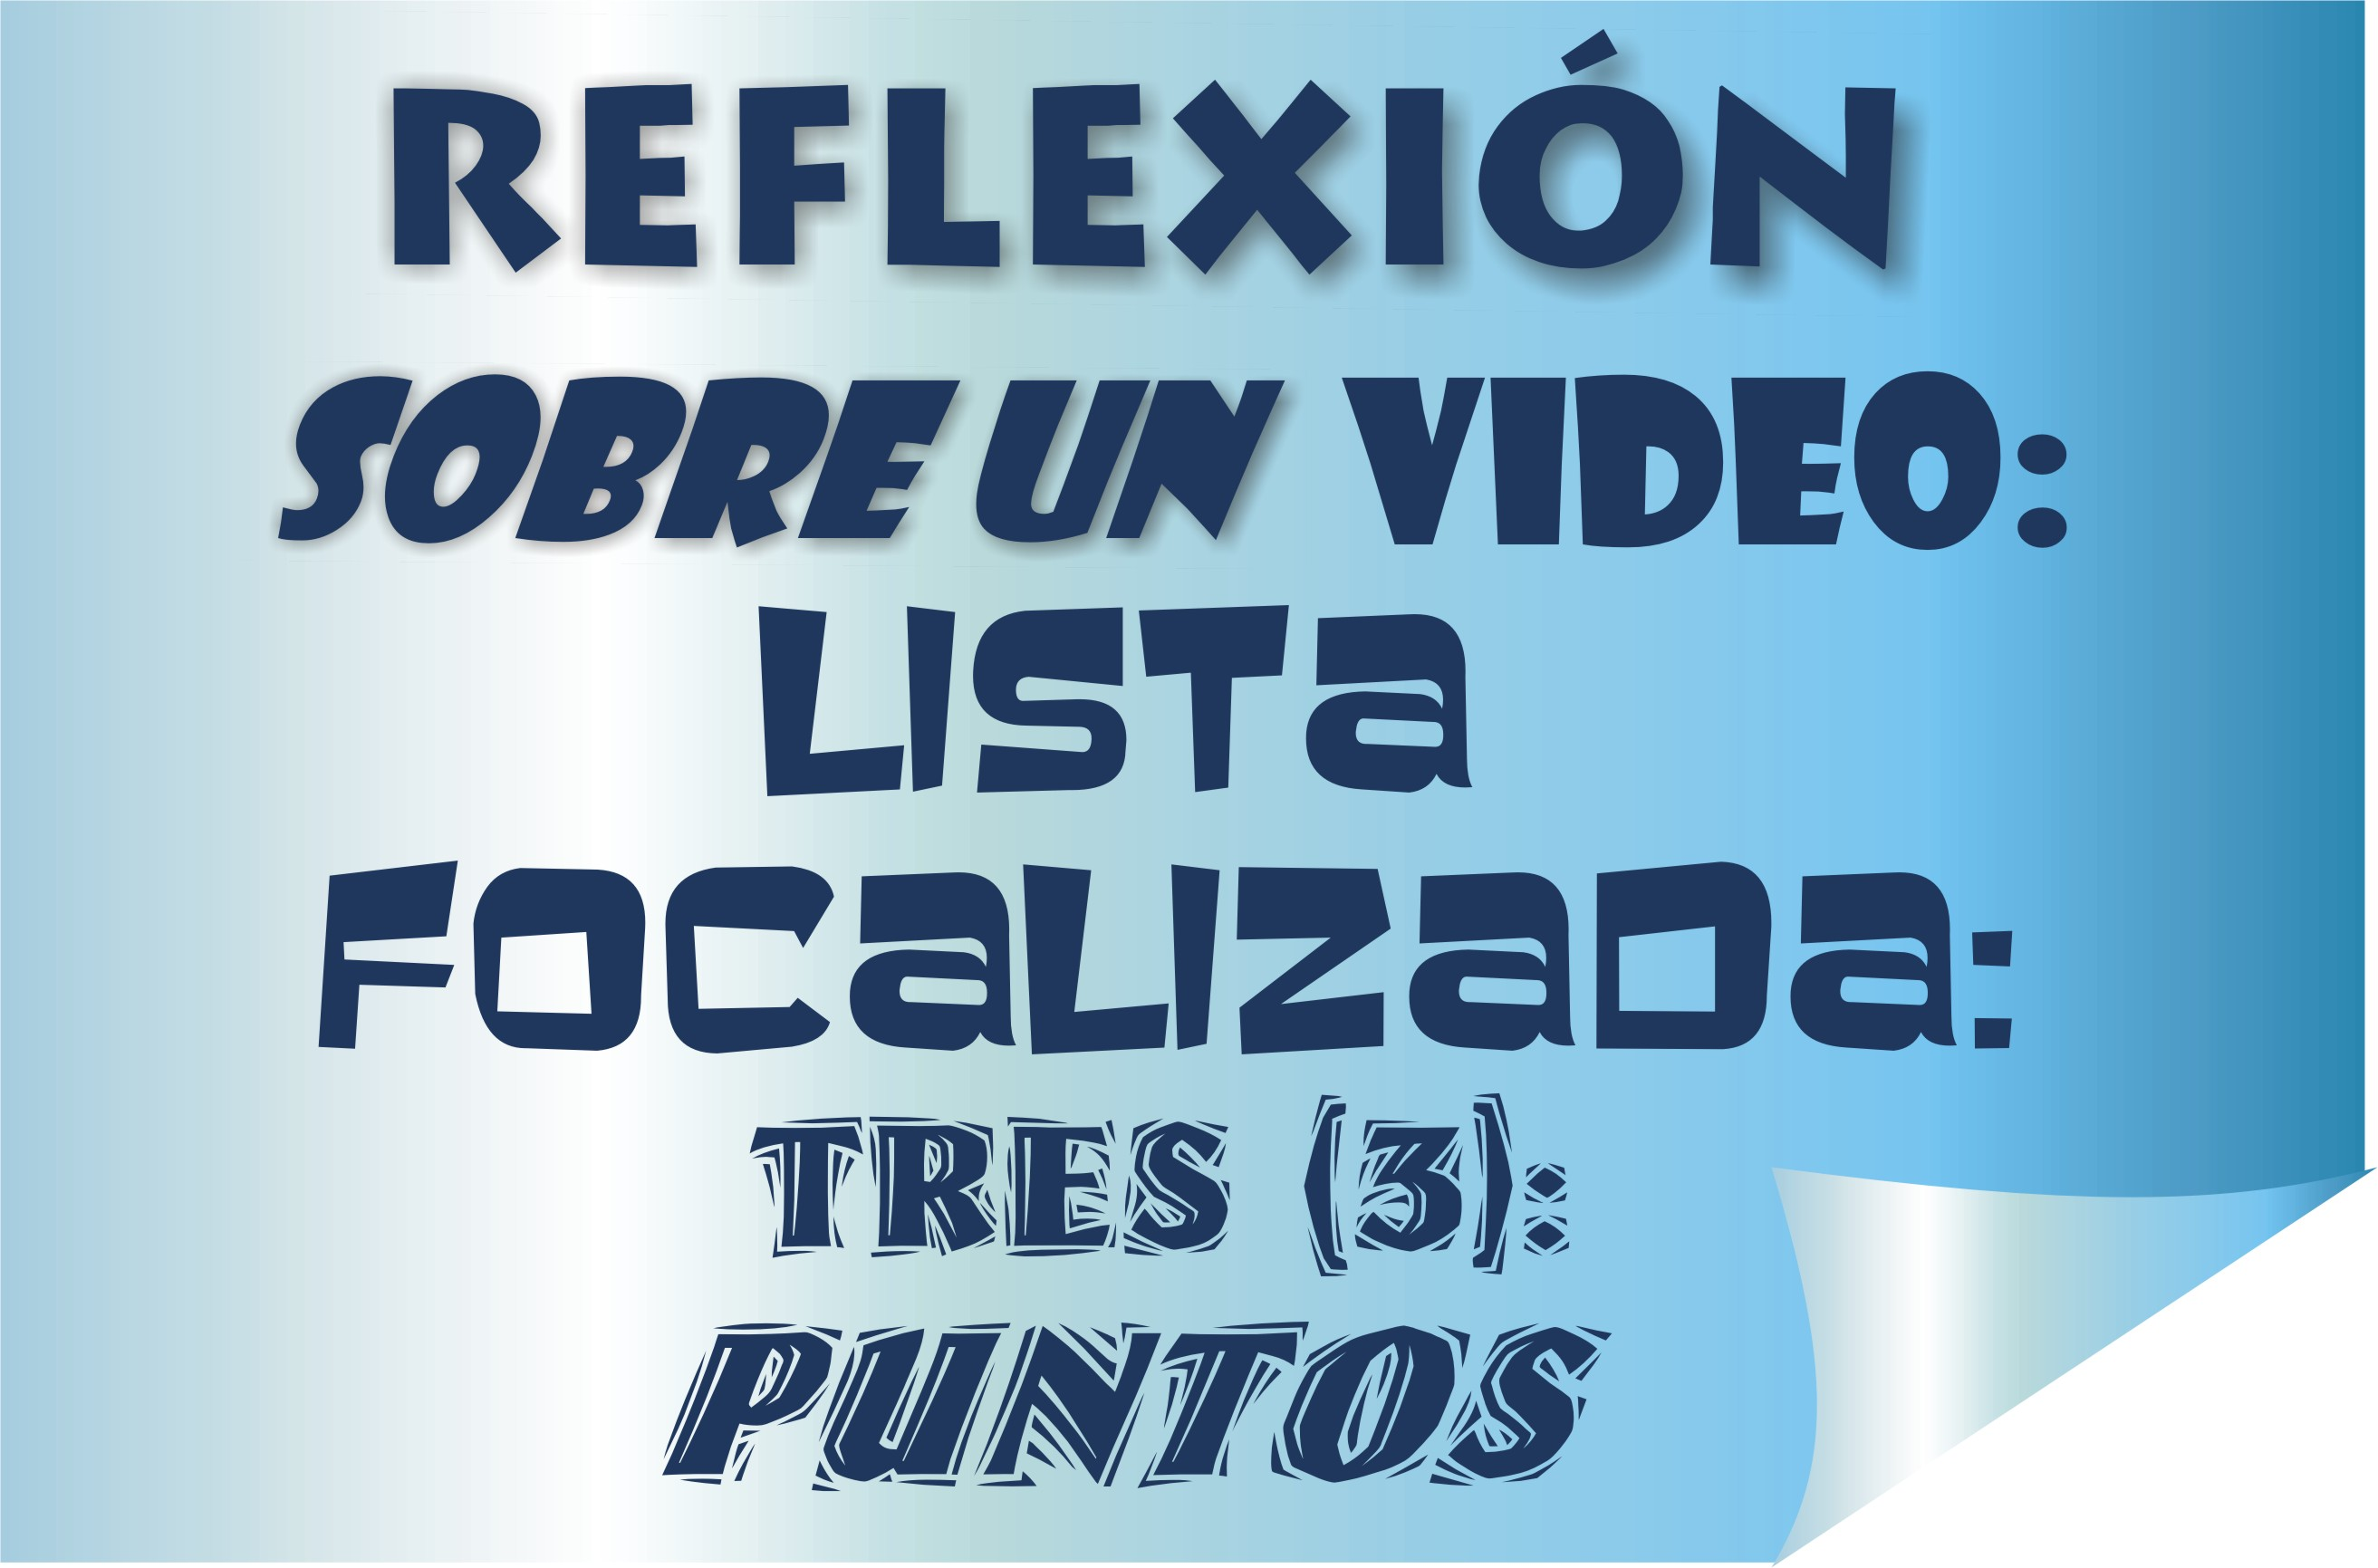 REFLEXIÓN
SOBRE UN VIDEO:
LISTa
FOCaLIZaDa:
TRES (3):
PUNTOS